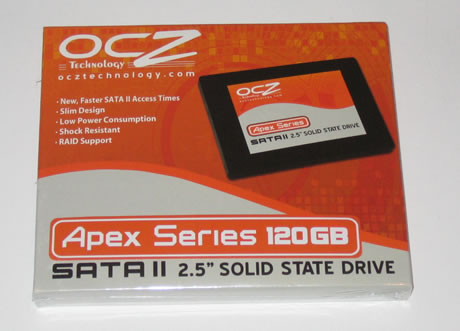 OCZ
Technology
ocztechnology.com
· New, Faster SATA II Access Times
· Slim Design
· Low Power Consumption
· Shock Resistant
· RAID Support
OCZ
Technology
Apex Series
SATA II 2.5" SOLID STATE DRIVE
Apex Series 120GB
SATA II 2.5" SOLID STATE DRIVE